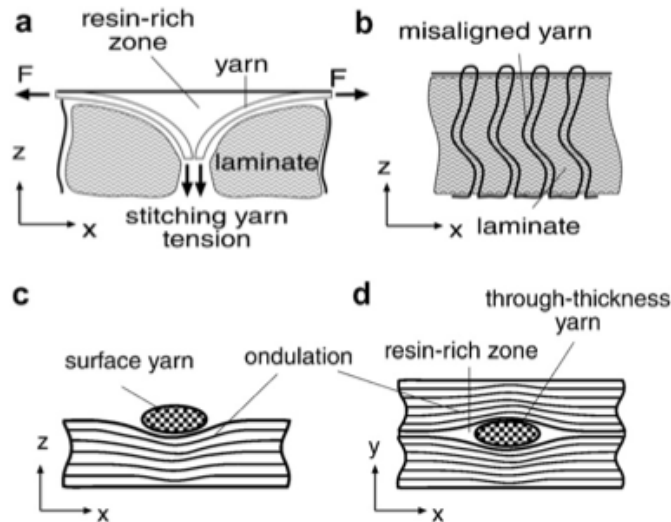 a
resin-rich
zone
yarn
F
F
z
laminate
x
stitching yarn
tension
b
misaligned yarn
z
x
laminate
c
surface yarn
ondulation
z
x
d
through-thickness
yarn
resin-rich zone
y
x